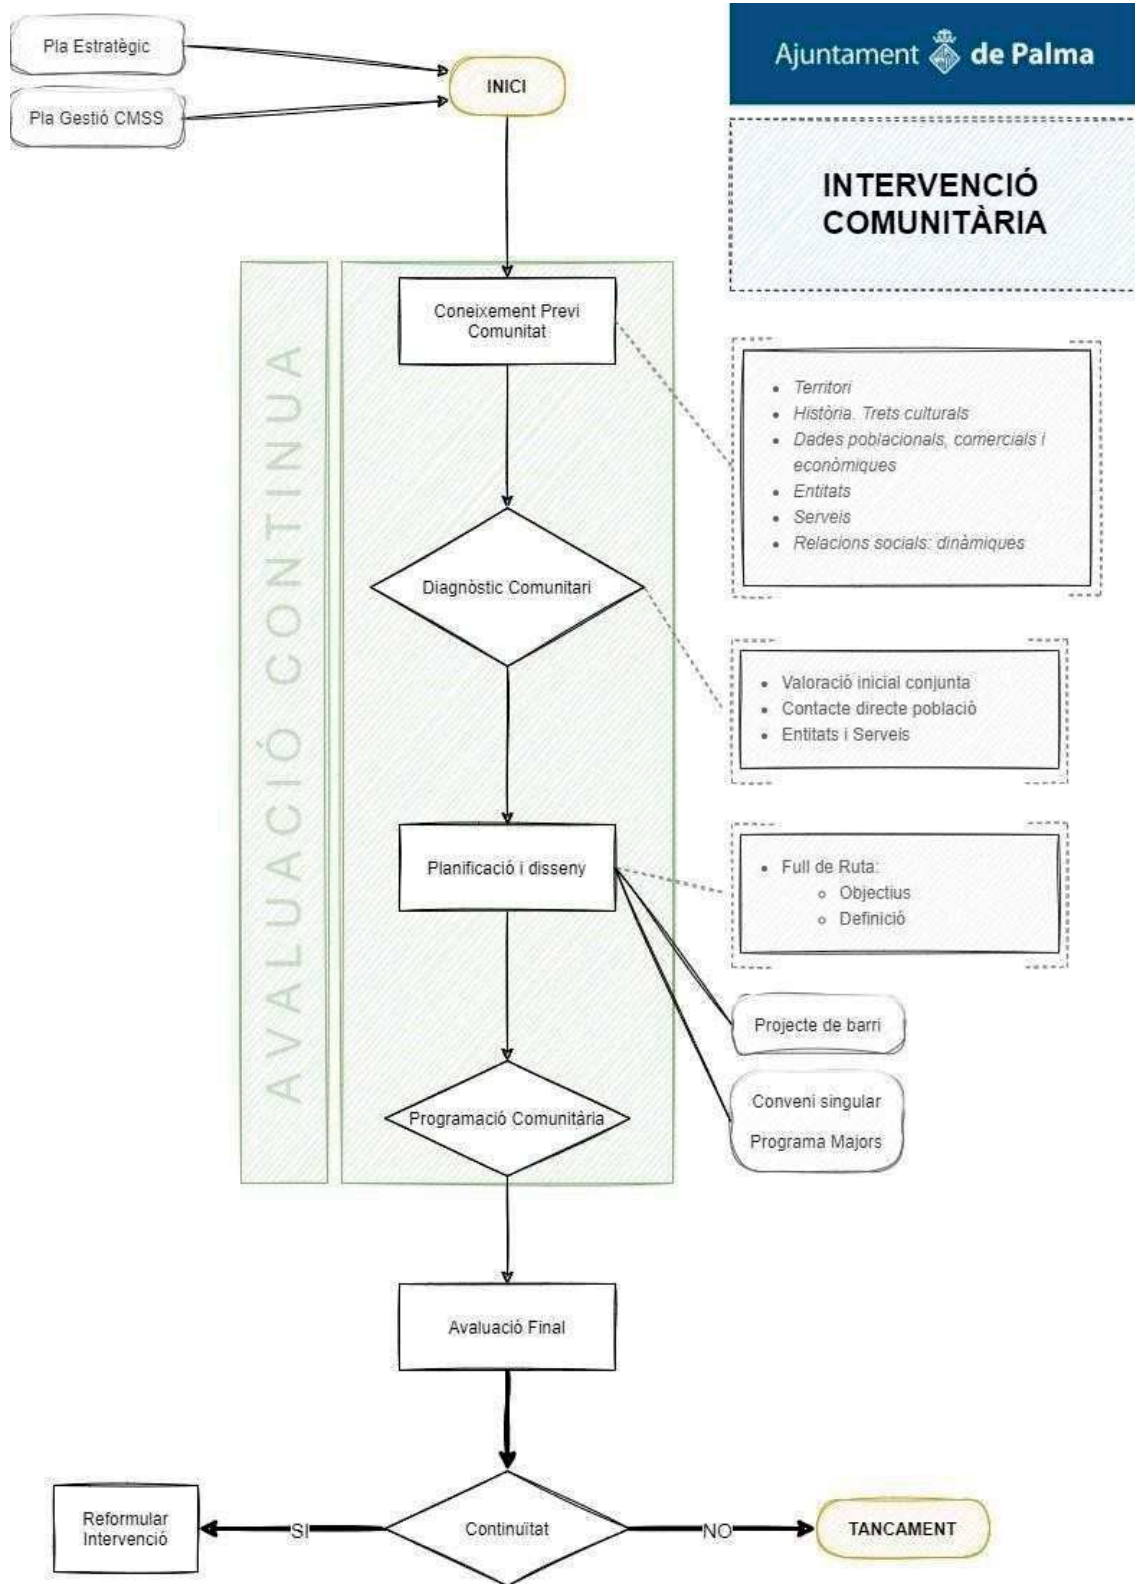 Pla Estratègic
Pla Gestió CMSS
INICI
Ajuntament de Palma
INTERVENCIÓ
COMUNITÀRIA
AVALUACIÓ CONTINUA
Coneixement Previ
Comunitat
• Territori
• Història. Trets culturals
• Dades poblacionals, comercials i
econòmiques
• Entitats
• Serveis
• Relacions socials: dinàmiques
Diagnòstic Comunitari
• Valoració inicial conjunta
• Contacte directe població
• Entitats i Serveis
Planificació i disseny
• Full de Ruta:
○ Objectius
○ Definició
Projecte de barri
Conveni singular
Programa Majors
Programació Comunitària
Avaluació Final
Continuïtat
SI
Reformular
Intervenció
NO
TANCAMENT